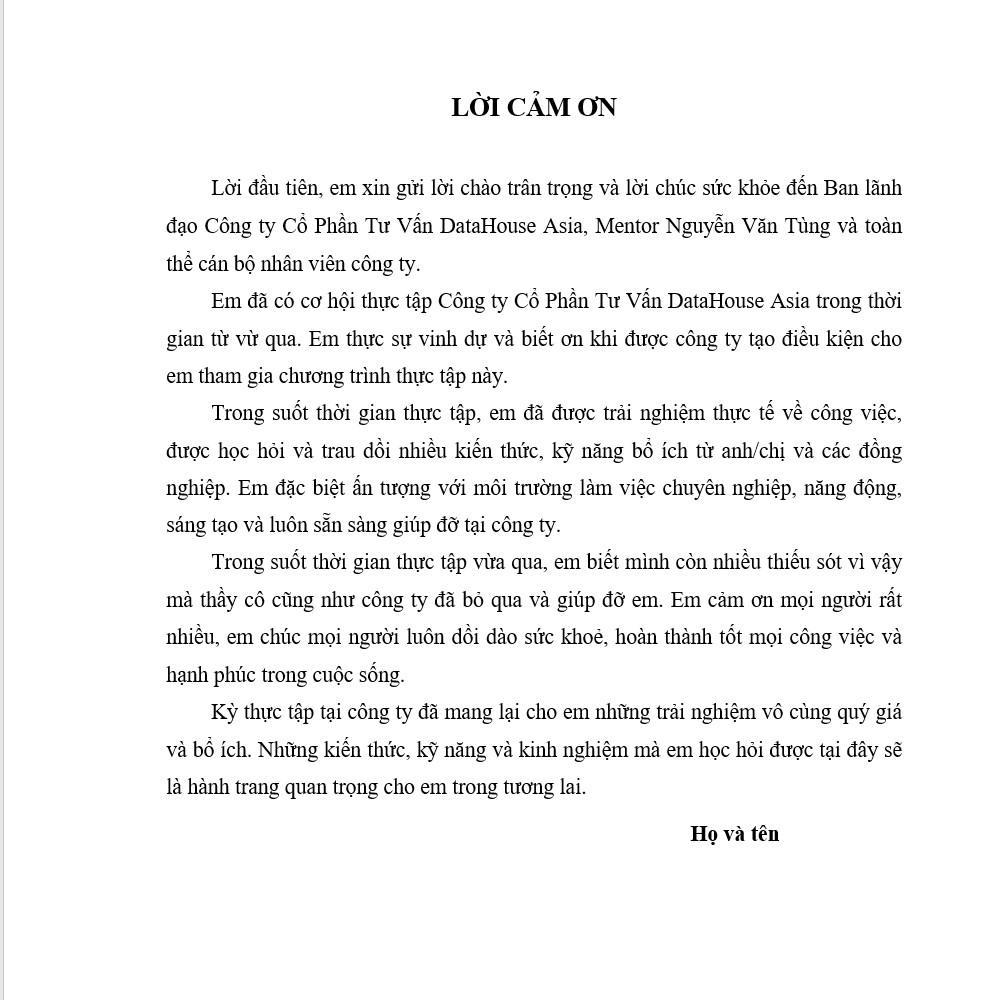 LỜI CẢM ƠN
Lời đầu tiên, em xin gửi lời chào trân trọng và lời chúc sức khỏe đến Ban lãnh
đạo Công ty Cổ Phần Tư Vấn DataHouse Asia, Mentor Nguyễn Văn Tùng và toàn
thể cán bộ nhân viên công ty.
Em đã có cơ hội thực tập Công ty Cổ Phần Tư Vấn DataHouse Asia trong thời
gian từ vừ qua. Em thực sự vinh dự và biết ơn khi được công ty tạo điều kiện cho
em tham gia chương trình thực tập này.
Trong suốt thời gian thực tập, em đã được trải nghiệm thực tế về công việc,
được học hỏi và trau dồi nhiều kiến thức, kỹ năng bổ ích từ anh/chị và các đồng
nghiệp. Em đặc biệt ấn tượng với môi trường làm việc chuyên nghiệp, năng động,
sáng tạo và luôn sẵn sàng giúp đỡ tại công ty.
Trong suốt thời gian thực tập vừa qua, em biết mình còn nhiều thiếu sót vì vậy
mà thầy cô cũng như công ty đã bỏ qua và giúp đỡ em. Em cảm ơn mọi người rất
nhiều, em chúc mọi người luôn dồi dào sức khoẻ, hoàn thành tốt mọi công việc và
hạnh phúc trong cuộc sống.
Kỳ thực tập tại công ty đã mang lại cho em những trải nghiệm vô cùng quý giá
và bổ ích. Những kiến thức, kỹ năng và kinh nghiệm mà em học hỏi được tại đây sẽ
là hành trang quan trọng cho em trong tương lai.
Họ và tên